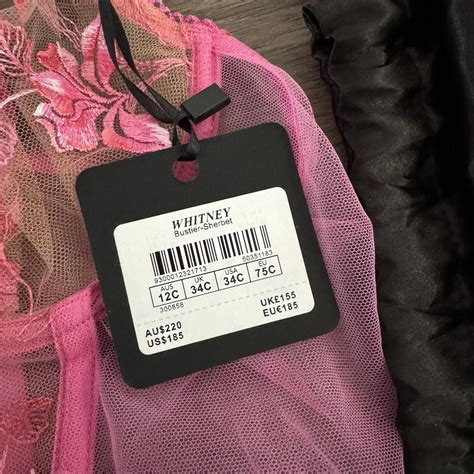 WHITNEY
Bustier-Sherbet
9300012321713 50351183
AUS UK USA EU
12C 34C 34C 75C
300858
AU$220 UK£155
US$185 EU€185